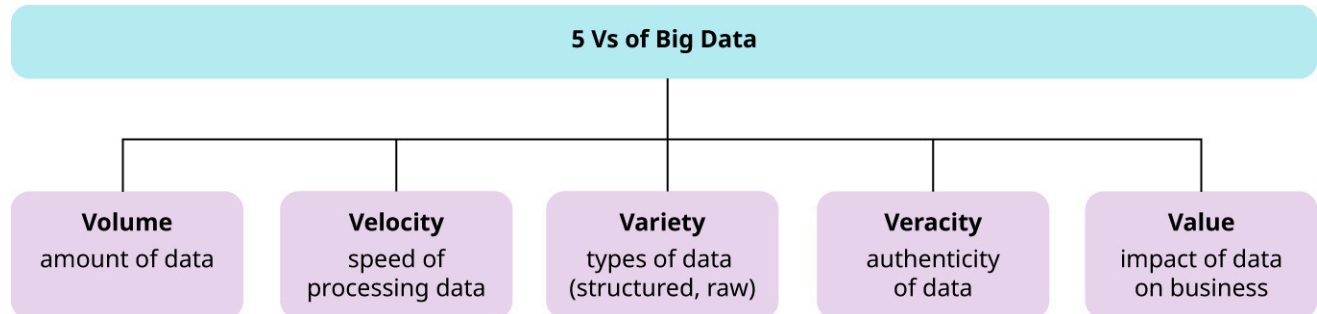 5 Vs of Big Data
Volume
amount of data
Velocity
speed of
processing data
Variety
types of data
(structured, raw)
Veracity
authenticity
of data
Value
impact of data
on business